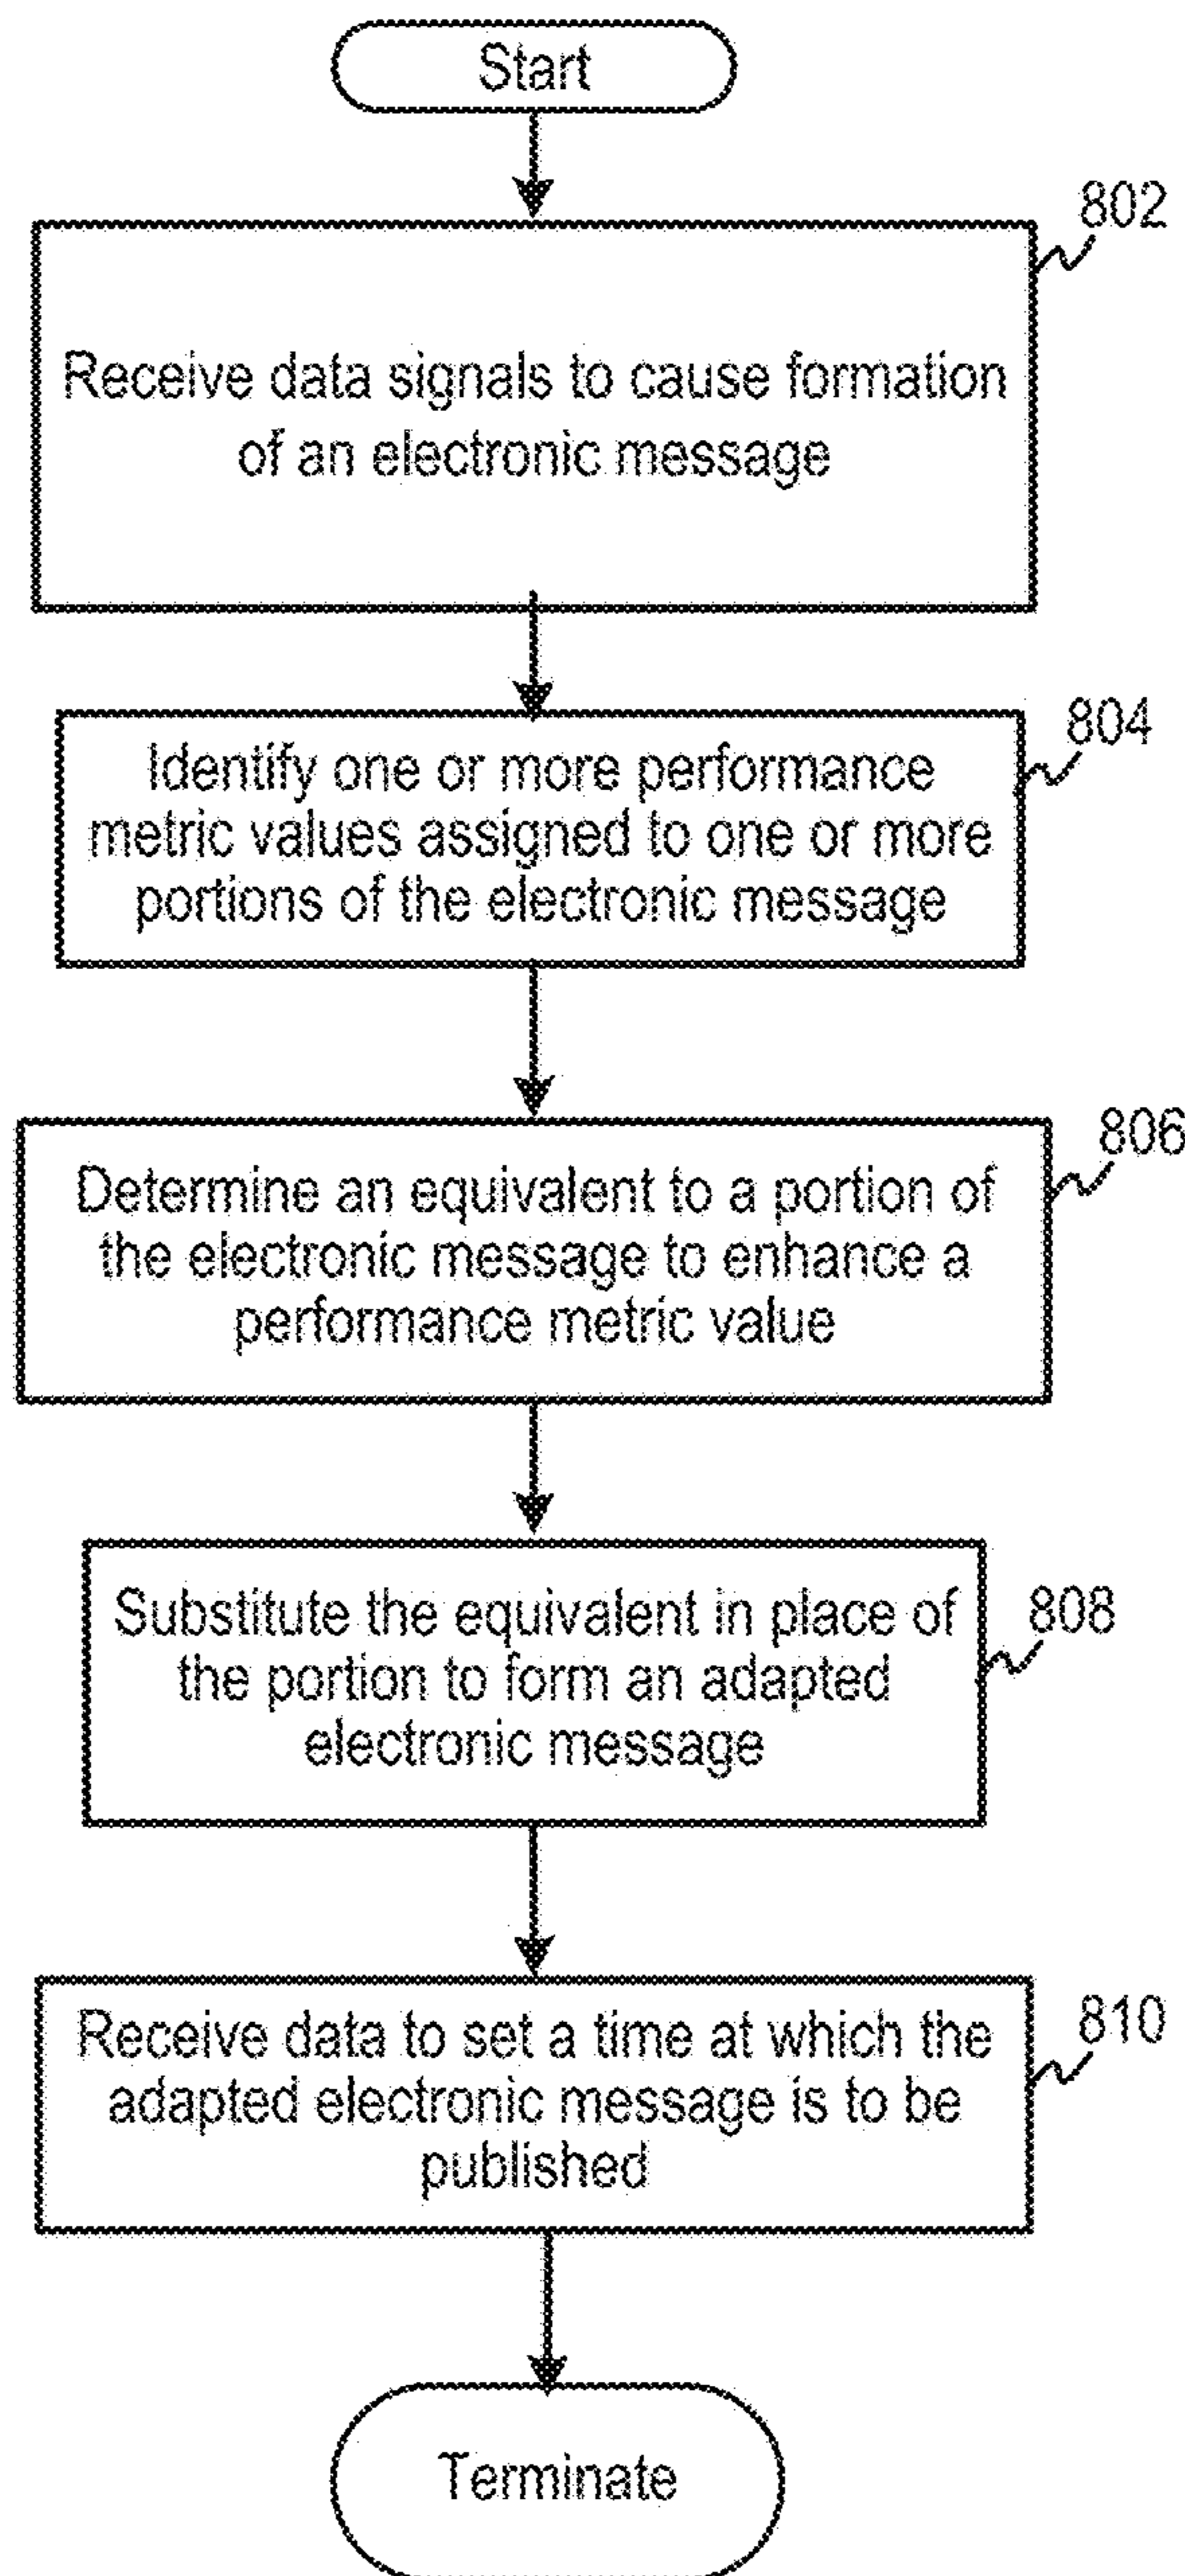 Start
802
Receive data signals to cause formation
of an electronic message
804
Identify one or more performance
metric values assigned to one or more
portions of the electronic message
806
Determine an equivalent to a portion of
the electronic message to enhance a
performance metric value
Substitute the equivalent in place of
808
the portion to form an adapted
electronic message
810
Receive data to set a time at which the
adapted electronic message is to be
published
Terminate